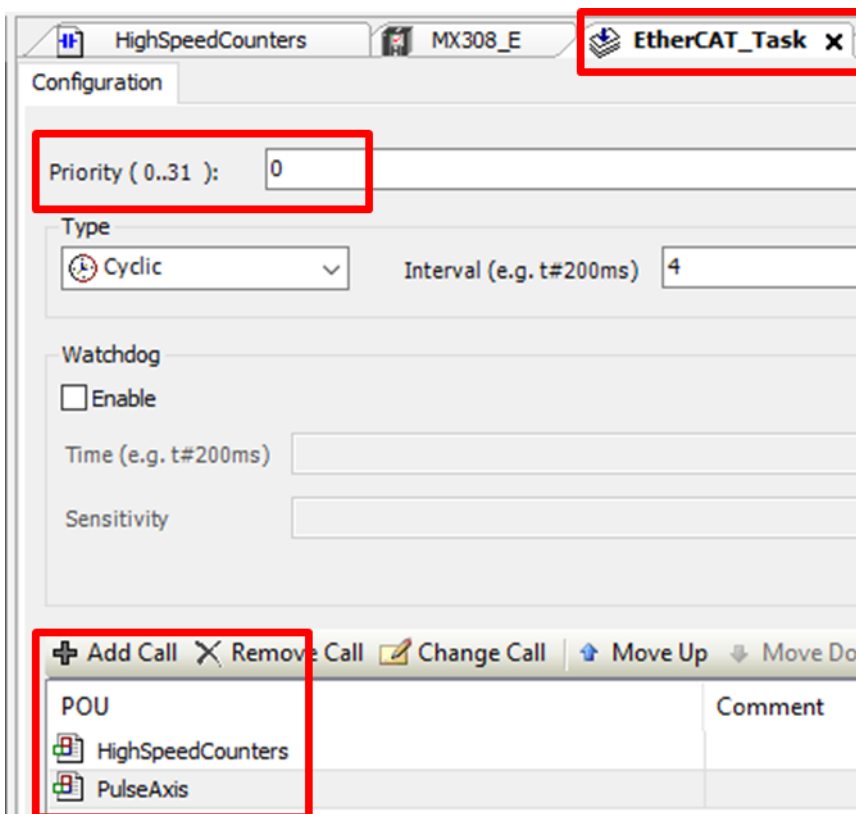 HighSpeedCounters MX308_E EtherCAT_Task
Configuration
Priority ( 0..31 ): 0
Type
Cyclic Interval (e.g. t#200ms) 4
Watchdog
Enable
Time (e.g. t#200ms)
Sensitivity
Add Call Remove Call Change Call Move Up Move Do
POU Comment
HighSpeedCounters
PulseAxis